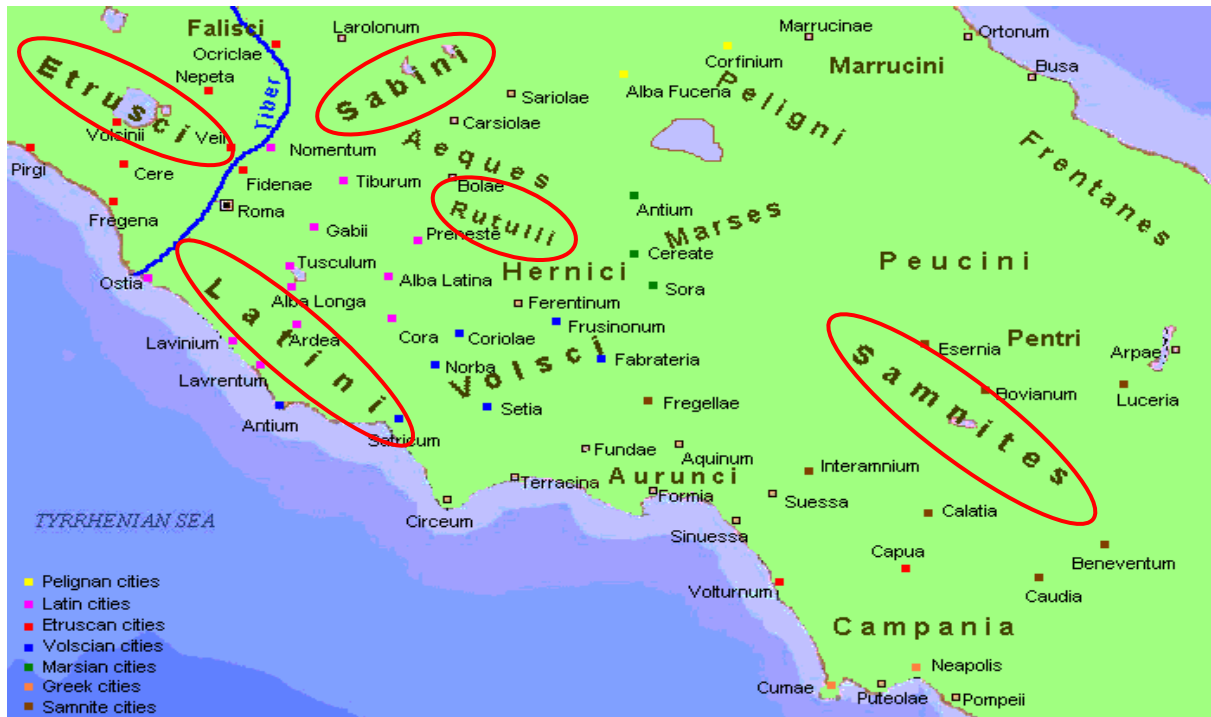 Falisci
Larolonum
Marrucinae
Ortonum
Ocriclae
Corfinium
Marrucini
Busa
Etrusci
Nepeta
Sabini
Alba Fucena
Peligni
Tiber
Sariolae
Volsinii
Veii
Carsiolae
Frentanes
Nomentum
Aeques
Pirgi
Cere
Fidenae
Tiburum
Bolae
Roma
Rutulli
Antium
Marses
Fregena
Gabii
Preneste
Cereate
Peucini
Tusculum
Hernici
Ostia
Latini
Alba Latina
Sora
Alba Longa
Ferentinum
Ardea
Cora
Coriolae
Frusinonum
Samnites
Esernia
Pentri
Arpae
Lavinium
Volsci
Fabrateria
Norba
Lavrentum
Bovianum
Luceria
Antium
Setia
Fregellae
Satricum
Fundae
Aquinum
Aurunci
Interamnium
Terracina
Fornia
Suessa
Circeum
Calatia
TYRRHENIAN SEA
Sinuessa
Capua
Beneventum
Volturnum
Caudia
Campania
Neapolis
Cumae
Puteolae
Pompeii
Pelignan cities
Latin cities
Etruscan cities
Volscian cities
Marsian cities
Greek cities
Samnite cities